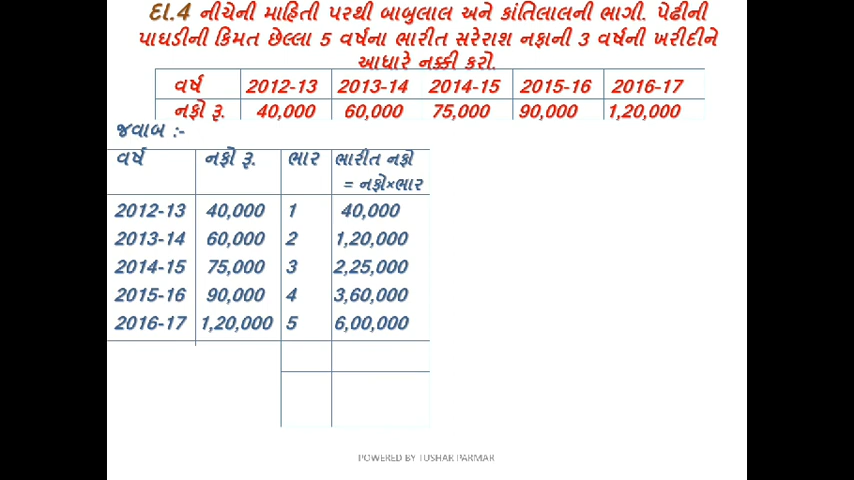 દા.4 નીચેની માહિતી પરથી બાબુલાલ અને કાંતિલાલની ભાગી. પેઢીની
પાઘડીની કિંમત છેલ્લા 5 વર્ષના ભારીત સરેરાશ નફાની 3 વર્ષની ખરીદીને
આધારે નક્કી કરો.
વર્ષ 2012-13 2013-14 2014-15 2015-16 2016-17
નફો રૂ. 40,000 60,000 75,000 90,000 1,20,000
જવાબ :-
વર્ષ નફો રૂ. ભાર ભારીત નફો
= નફો×ભાર
2012-13 40,000 1 40,000
2013-14 60,000 2 1,20,000
2014-15 75,000 3 2,25,000
2015-16 90,000 4 3,60,000
2016-17 1,20,000 5 6,00,000
POWERED BY TUSHAR PARMAR